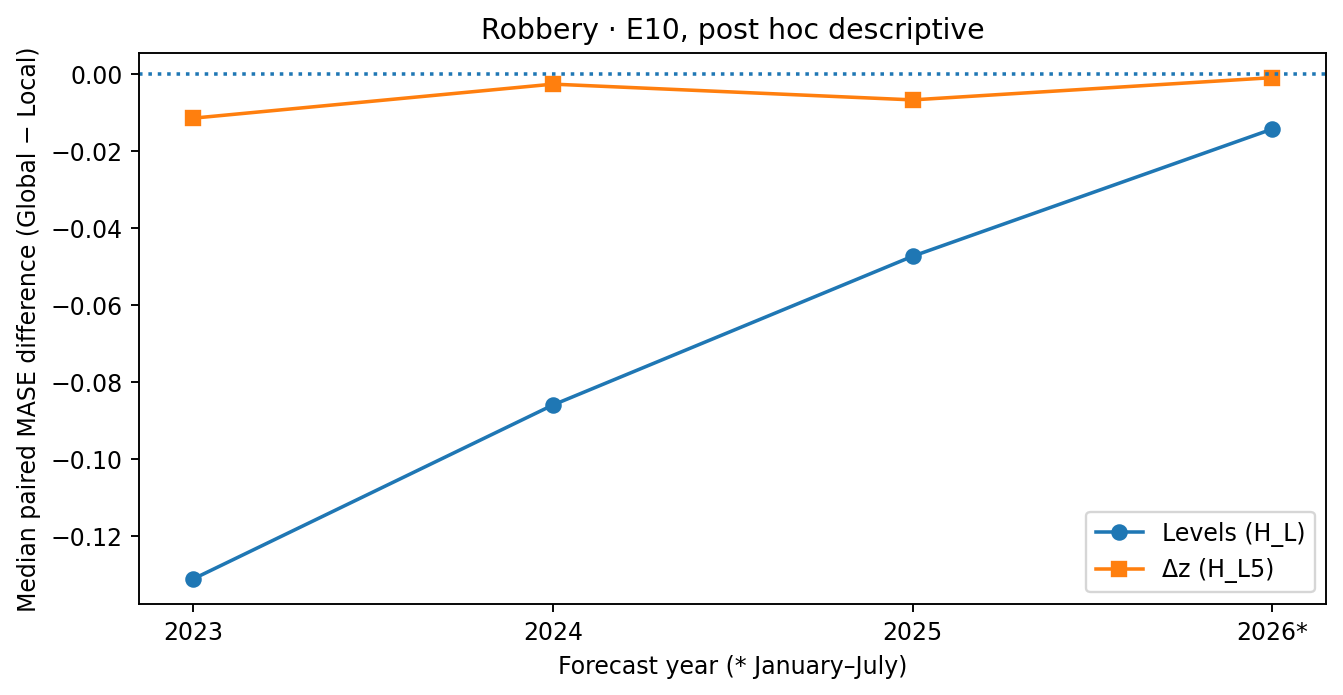 Robbery · E10, post hoc descriptive
Median paired MASE difference (Global − Local)
0.00
−0.02
−0.04
−0.06
−0.08
−0.10
−0.12
Levels (H_L)
Δz (H_L5)
2023
2024
2025
2026*
Forecast year (* January–July)